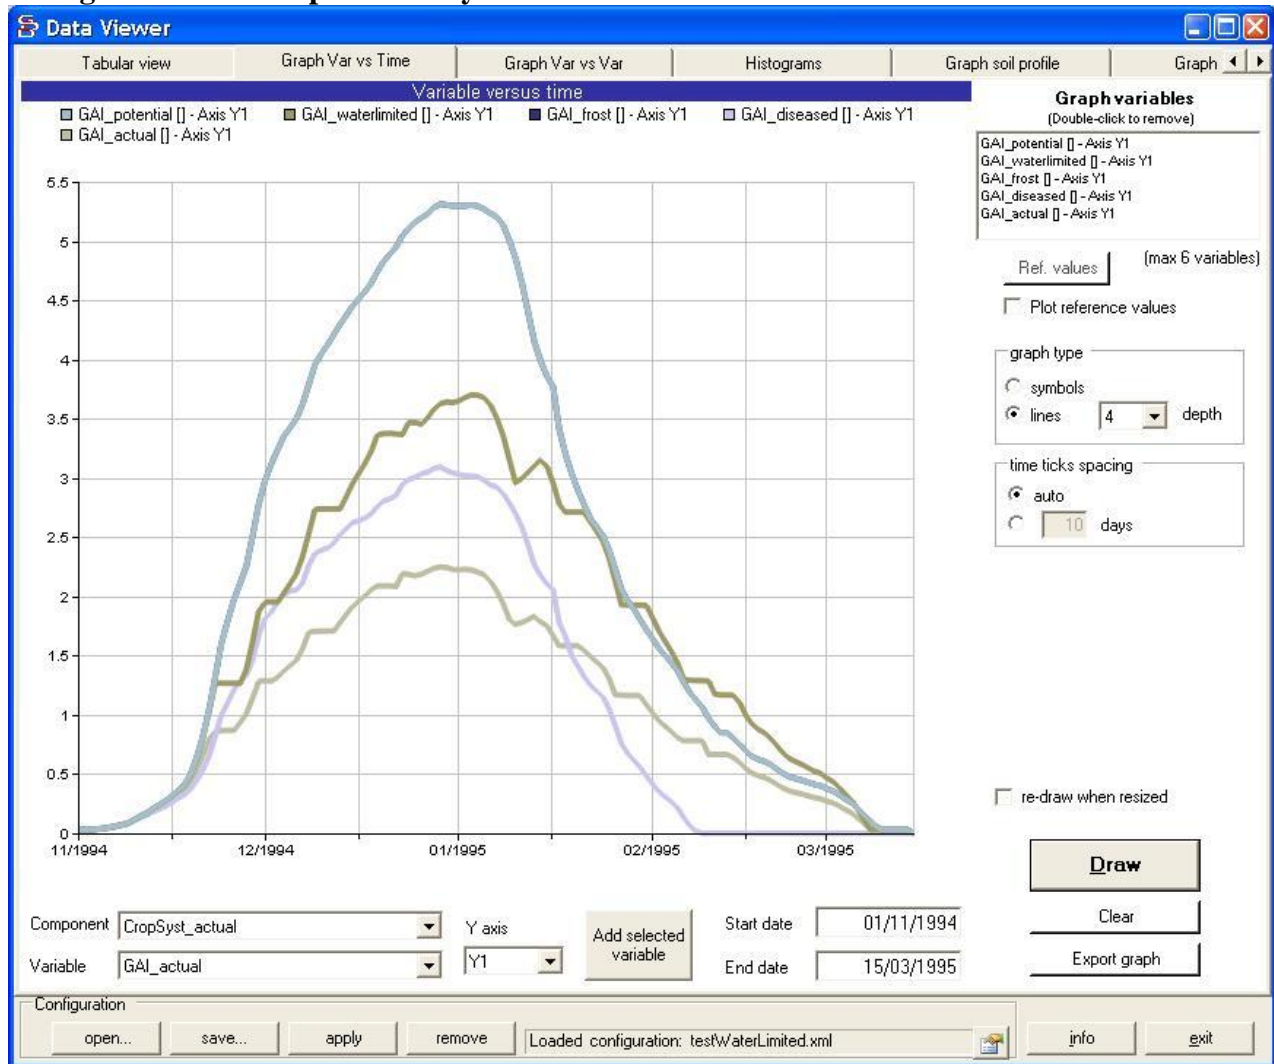 Data Viewer
Tabular view Graph Var vs Time Graph Var vs Var Histograms Graph soil profile Graph
Variable versus time
GAI_potential [] - Axis Y1 GAI_waterlimited [] - Axis Y1 GAI_frost [] - Axis Y1 GAI_diseased [] - Axis Y1
GAI_actual [] - Axis Y1
Graph variables
(Double-click to remove)
GAI_potential [] - Axis Y1
GAI_waterlimited [] - Axis Y1
GAI_frost [] - Axis Y1
GAI_diseased [] - Axis Y1
GAI_actual [] - Axis Y1
Ref. values (max 6 variables)
Plot reference values
graph type
symbols
lines 4 depth
time ticks spacing
auto
10 days
re-draw when resized
Draw
Clear
Export graph
5.5
5
4.5
4
3.5
3
2.5
2
1.5
1
0.5
0
11/1994 12/1994 01/1995 02/1995 03/1995
Component CropSyst_actual Y axis Add selected variable Start date 01/11/1994
Variable GAI_actual Y1 End date 15/03/1995
Configuration
open... save... apply remove Loaded configuration: testWaterLimited.xml info exit